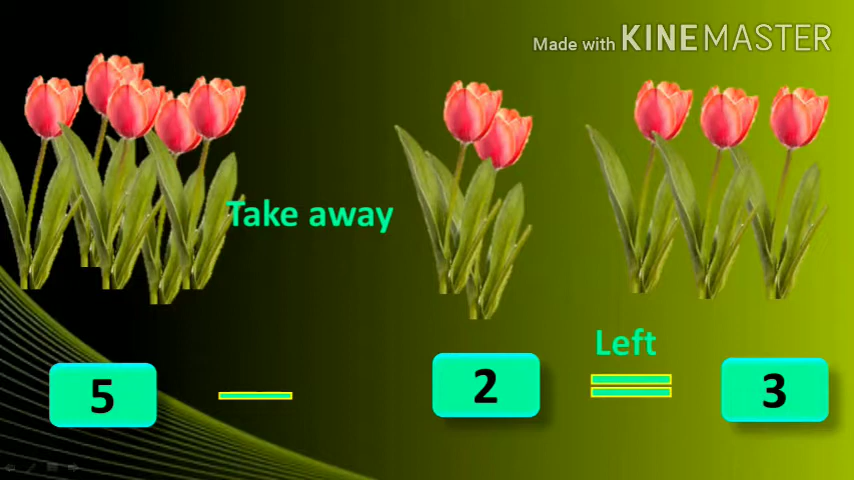 Made with KINEMASTER
Take away
Left
5 — 2 = 3